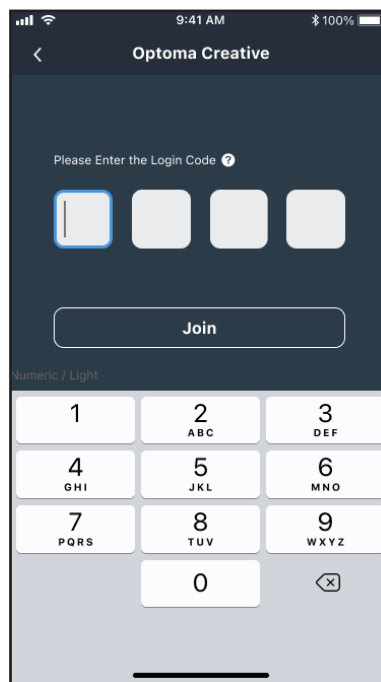 9:41 AM 100%
Optoma Creative
Please Enter the Login Code ?
Join
Numeric / Light
1 2 3
ABC DEF
4 5 6
GHI JKL MNO
7 8 9
PQRS TUV WXYZ
0